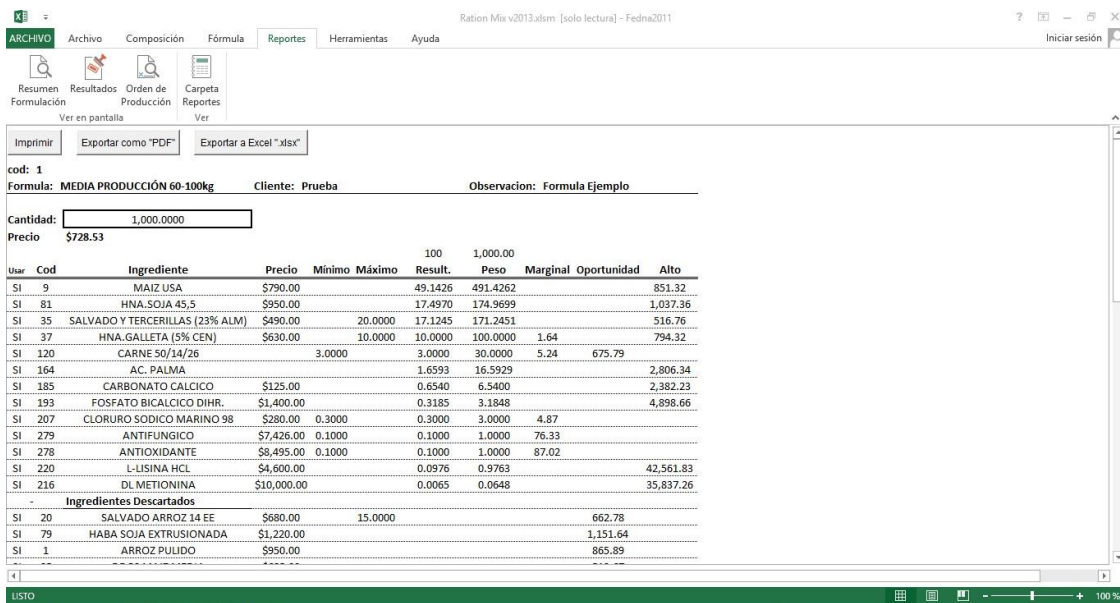 Ration Mix v2013.xlsm [solo lectura] - Fedna2011
ARCHIVO Archivo Composición Fórmula Reportes Herramientas Ayuda Iniciar sesión
Resumen Formulación Resultados Orden de Producción Carpeta Reportes
Ver en pantalla Ver
Imprimir Exportar como "PDF" Exportar a Excel ".xlsx"
cod: 1
Formula: MEDIA PRODUCCIÓN 60-100kg Cliente: Prueba Observacion: Formula Ejemplo
Cantidad: 1,000.0000
Precio $728.53
100 1,000.00
Usar Cod Ingrediente Precio Mínimo Máximo Result. Peso Marginal Oportunidad Alto
SI 9 MAIZ USA $790.00 49.1426 491.4262 851.32
SI 81 HNA.SOJA 45,5 $950.00 17.4970 174.9699 1,037.36
SI 35 SALVADO Y TERCERILLAS (23% ALM) $490.00 20.0000 17.1245 171.2451 516.76
SI 37 HNA.GALLETA (5% CEN) $630.00 10.0000 10.0000 100.0000 1.64 794.32
SI 120 CARNE 50/14/26 3.0000 3.0000 30.0000 5.24 675.79
SI 164 AC. PALMA 1.6593 16.5929 2,806.34
SI 185 CARBONATO CALCICO $125.00 0.6540 6.5400 2,382.23
SI 193 FOSFATO BICALCICO DIHR. $1,400.00 0.3185 3.1848 4,898.66
SI 207 CLORURO SODICO MARINO 98 $280.00 0.3000 0.3000 3.0000 4.87
SI 279 ANTIFUNGICO $7,426.00 0.1000 0.1000 1.0000 76.33
SI 278 ANTIOXIDANTE $8,495.00 0.1000 0.1000 1.0000 87.02
SI 220 L-LISINA HCL $4,600.00 0.0976 0.9763 42,561.83
SI 216 DL METIONINA $10,000.00 0.0065 0.0648 35,837.26
- Ingredientes Descartados
SI 20 SALVADO ARROZ 14 EE $680.00 15.0000 662.78
SI 79 HABA SOJA EXTRUSIONADA $1,220.00 1,151.64
SI 1 ARROZ PULIDO $950.00 865.89
LISTO 100 %